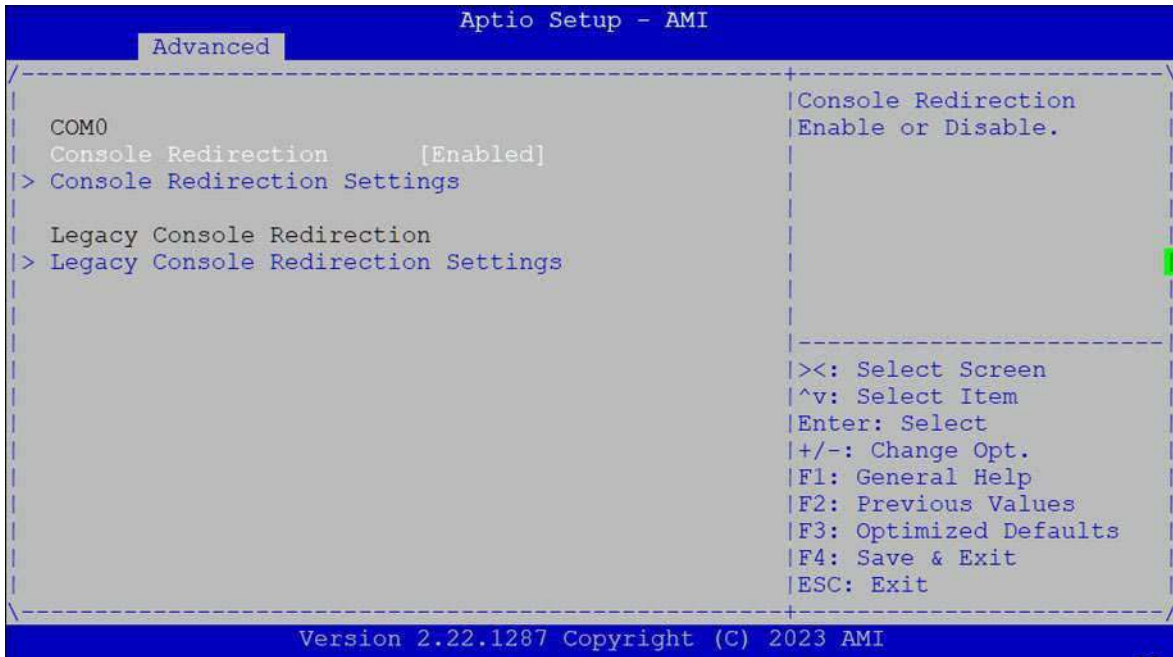 Aptio Setup - AMI
Advanced
COM0
Console Redirection [Enabled]
> Console Redirection Settings
Legacy Console Redirection
> Legacy Console Redirection Settings
Console Redirection
Enable or Disable.
><: Select Screen
^v: Select Item
Enter: Select
+/-: Change Opt.
F1: General Help
F2: Previous Values
F3: Optimized Defaults
F4: Save & Exit
ESC: Exit
Version 2.22.1287 Copyright (C) 2023 AMI